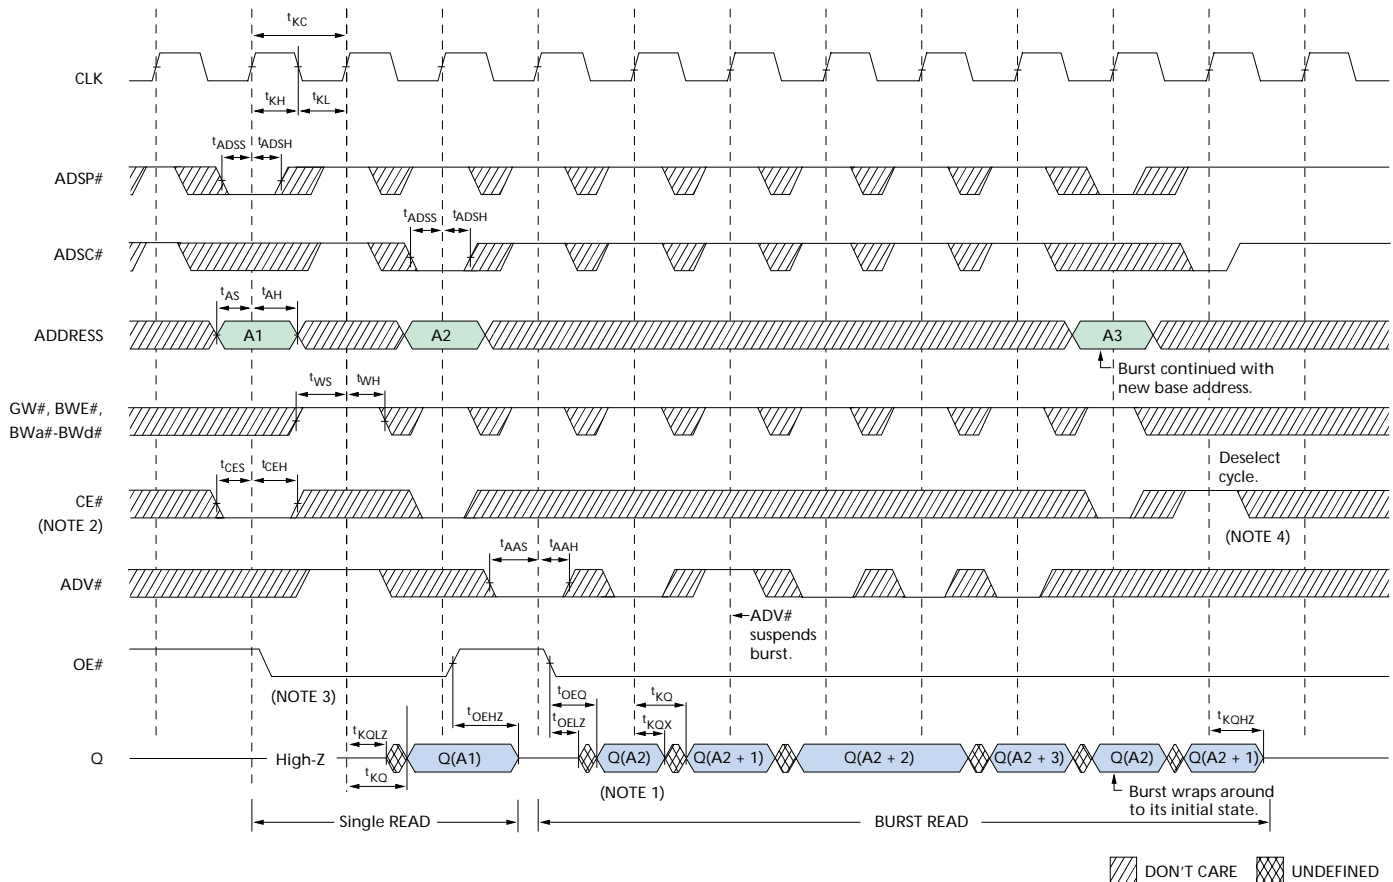 tKC
CLK
tKH
tKL
tADSS
tADSH
ADSP#
tADSS
tADSH
ADSC#
tAS
tAH
ADDRESS
A1
A2
A3
Burst continued with
new base address.
tWS
tWH
GW#, BWE#,
BWa#-BWd#
tCES
tCEH
Deselect
cycle.
CE#
(NOTE 2)
(NOTE 4)
tAAS
tAAH
ADV#
ADV#
suspends
burst.
OE#
(NOTE 3)
tOEHZ
tOEQ
tOELZ
tKQ
tKQX
tKQHZ
tKQLZ
Q
High-Z
Q(A1)
Q(A2)
Q(A2 + 1)
Q(A2 + 2)
Q(A2 + 3)
Q(A2)
Q(A2 + 1)
tKQ
(NOTE 1)
Burst wraps around
to its initial state.
Single READ
BURST READ
DON'T CARE
UNDEFINED